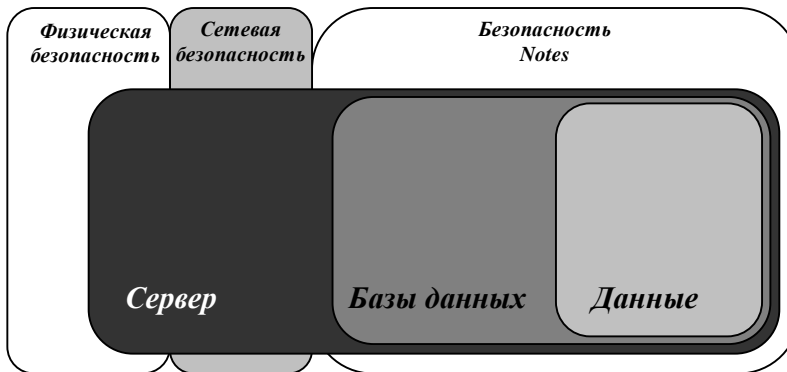 Физическая
безопасность
Сетевая
безопасность
Безопасность
Notes
Сервер
Базы данных
Данные